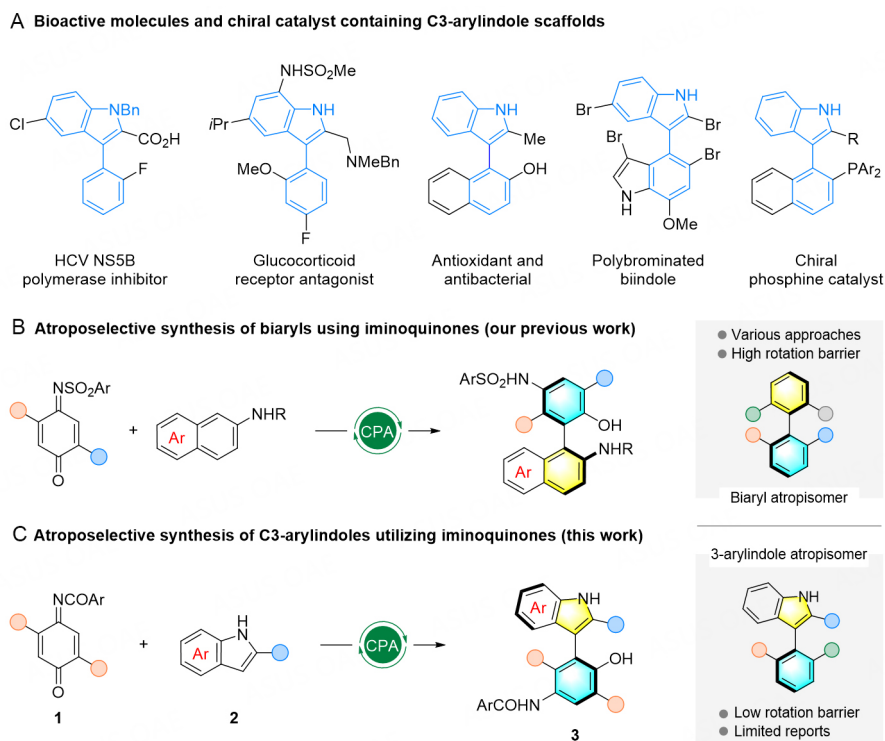 A Bioactive molecules and chiral catalyst containing C3-arylindole scaffolds
Cl
N
Bn
CO2H
F
HCV NS5B
polymerase inhibitor
NHSO2Me
iPr
NH
NMeBn
MeO
F
Glucocorticoid
receptor antagonist
NH
Me
OH
Antioxidant and
antibacterial
Br
NH
Br
Br
Br
N
H
OMe
Polybrominated
biindole
NH
R
PAr2
Chiral
phosphine catalyst
B Atroposelective synthesis of biaryls using iminoquinones (our previous work)
NSO2Ar
O
+
Ar
NHR
CPA
ArSO2HN
OH
NHR
Ar
Various approaches
High rotation barrier
Biaryl atropisomer
C Atroposelective synthesis of C3-arylindoles utilizing iminoquinones (this work)
NCOAr
O
1
+
H
N
Ar
2
CPA
Ar
NH
OH
ArCOHN
3
3-arylindole atropisomer
NH
Low rotation barrier
Limited reports